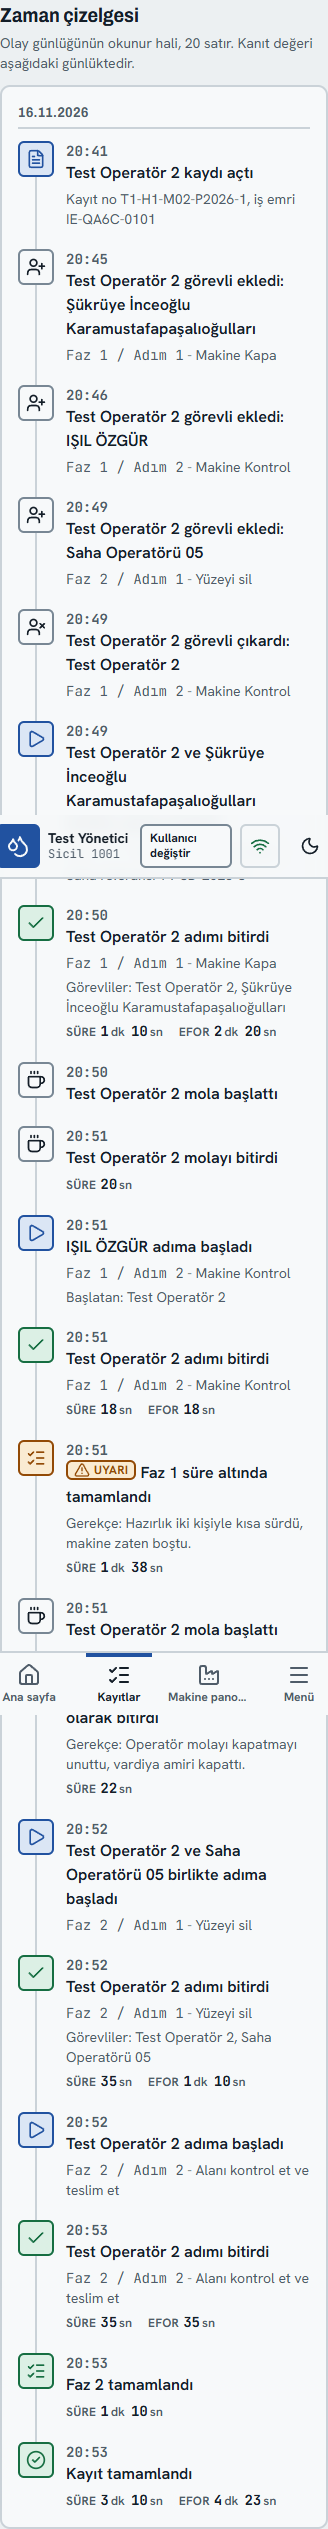 Zaman çizelgesi
Olay günlüğünün okunur hali, 20 satır. Kanıt değeri
aşağıdaki günlüktedir.
16.11.2026
20:41
Test Operatör 2 kaydı açtı
Kayıt no T1-H1-M02-P2026-1, iş emri
IE-QA6C-0101
20:45
Test Operatör 2 görevli ekledi:
Şükrüye İnceoğlu
Karamustafapaşalıoğulları
Faz 1 / Adım 1 - Makine Kapa
20:46
Test Operatör 2 görevli ekledi:
IŞIL ÖZGÜR
Faz 1 / Adım 2 - Makine Kontrol
20:49
Test Operatör 2 görevli ekledi:
Saha Operatörü 05
Faz 2 / Adım 1 - Yüzeyi sil
20:49
Test Operatör 2 görevli çıkardı:
Test Operatör 2
Faz 1 / Adım 2 - Makine Kontrol
20:49
Test Operatör 2 ve Şükrüye
İnceoğlu
Karamustafapaşalıoğulları
Test Yönetici
Sicil 1001
Kullanıcı
değiştir
20:50
Test Operatör 2 adımı bitirdi
Faz 1 / Adım 1 - Makine Kapa
Görevliler: Test Operatör 2, Şükrüye
İnceoğlu Karamustafapaşalıoğulları
SÜRE 1 dk 10 sn EFOR 2 dk 20 sn
20:50
Test Operatör 2 mola başlattı
20:51
Test Operatör 2 molayı bitirdi
SÜRE 20 sn
20:51
IŞIL ÖZGÜR adıma başladı
Faz 1 / Adım 2 - Makine Kontrol
Başlatan: Test Operatör 2
20:51
Test Operatör 2 adımı bitirdi
Faz 1 / Adım 2 - Makine Kontrol
SÜRE 18 sn EFOR 18 sn
20:51
UYARI Faz 1 süre altında
tamamlandı
Gerekçe: Hazırlık iki kişiyle kısa sürdü,
makine zaten boştu.
SÜRE 1 dk 38 sn
20:51
Test Operatör 2 mola başlattı
Ana sayfa
Kayıtlar
Makine pano...
Menü
olarak bitirdi
Gerekçe: Operatör molayı kapatmayı
unuttu, vardiya amiri kapattı.
SÜRE 22 sn
20:52
Test Operatör 2 ve Saha
Operatörü 05 birlikte adıma
başladı
Faz 2 / Adım 1 - Yüzeyi sil
20:52
Test Operatör 2 adımı bitirdi
Faz 2 / Adım 1 - Yüzeyi sil
Görevliler: Test Operatör 2, Saha
Operatörü 05
SÜRE 35 sn EFOR 1 dk 10 sn
20:52
Test Operatör 2 adıma başladı
Faz 2 / Adım 2 - Alanı kontrol et ve
teslim et
20:53
Test Operatör 2 adımı bitirdi
Faz 2 / Adım 2 - Alanı kontrol et ve
teslim et
SÜRE 35 sn EFOR 35 sn
20:53
Faz 2 tamamlandı
SÜRE 1 dk 10 sn
20:53
Kayıt tamamlandı
SÜRE 3 dk 10 sn EFOR 4 dk 23 sn